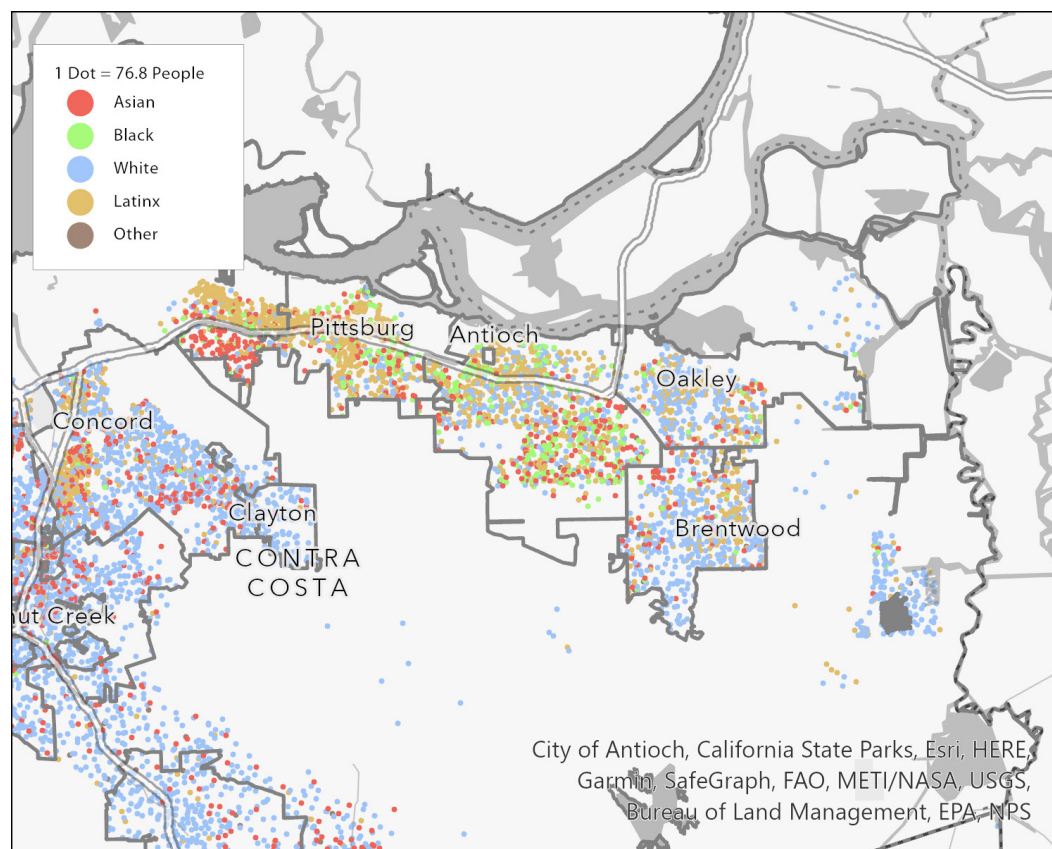 1 Dot = 76.8 People
Asian
Black
White
Latinx
Other
Pittsburg
Antioch
Oakley
Concord
Clayton
Brentwood
CONTRA
COSTA
nut Creek
City of Antioch, California State Parks, Esri, HERE,
Garmin, SafeGraph, FAO, METI/NASA, USGS,
Bureau of Land Management, EPA, NPS